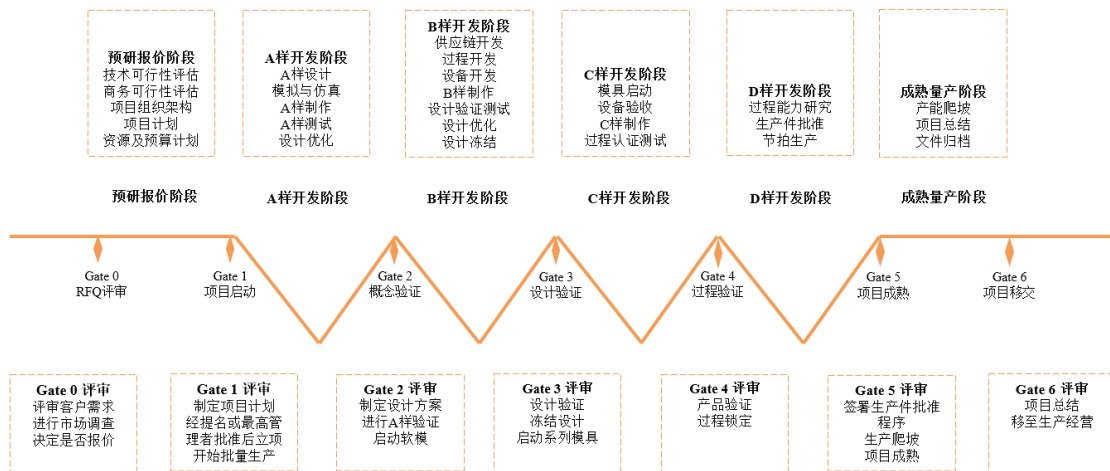 预研报价阶段
技术可行性评估
商务可行性评估
项目组织架构
项目计划
资源及预算计划
A样开发阶段
A样设计
模拟与仿真
A样制作
A样测试
设计优化
B样开发阶段
供应链开发
过程开发
设备开发
B样制作
设计验证测试
设计优化
设计冻结
C样开发阶段
模具启动
设备验收
C样制作
过程认证测试
D样开发阶段
过程能力研究
生产件批准
节拍生产
成熟量产阶段
产能爬坡
项目总结
文件归档
预研报价阶段
A样开发阶段
B样开发阶段
C样开发阶段
D样开发阶段
成熟量产阶段
Gate 0
RFQ评审
Gate 1
项目启动
Gate 2
概念验证
Gate 3
设计验证
Gate 4
过程验证
Gate 5
项目成熟
Gate 6
项目移交
Gate 0 评审
评审客户需求
进行市场调查
决定是否报价
Gate 1 评审
制定项目计划
经提名或最高管
理者批准后立项
开始批量生产
Gate 2 评审
制定设计方案
进行A样验证
启动软模
Gate 3 评审
设计验证
冻结设计
启动系列模具
Gate 4 评审
产品验证
过程锁定
Gate 5 评审
签署生产件批准
程序
生产爬坡
项目成熟
Gate 6 评审
项目总结
移至生产经营